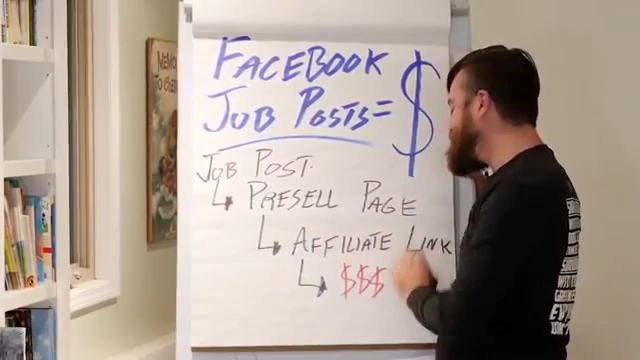 FACEBOOK
JOB POSTS = $
JOB POST.
↳ PRESELL PAGE
↳ AFFILIATE LINK
↳ $$$